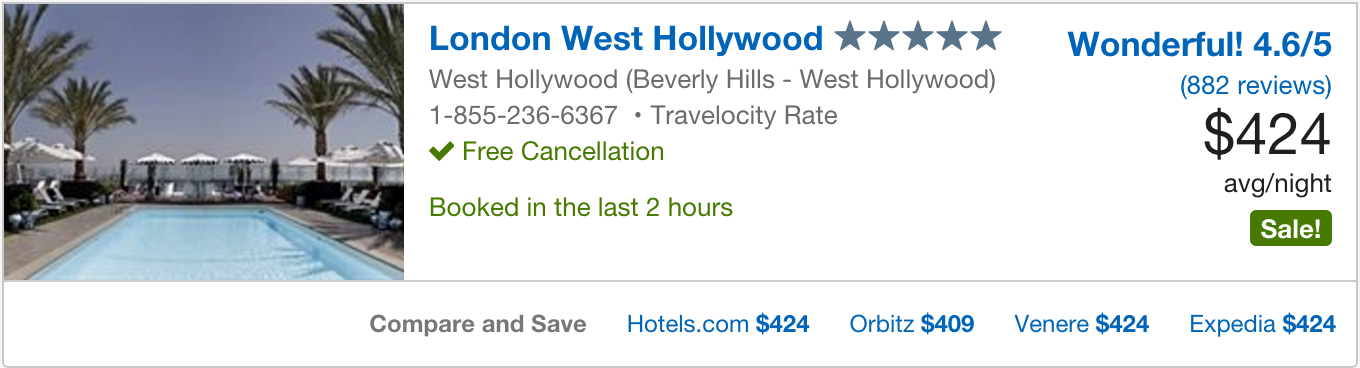 London West Hollywood
Wonderful! 4.6/5
West Hollywood (Beverly Hills - West Hollywood)
(882 reviews)
1-855-236-6367 • Travelocity Rate
$424
avg/night
Free Cancellation
Booked in the last 2 hours
Sale!
Compare and Save Hotels.com $424 Orbitz $409 Venere $424 Expedia $424